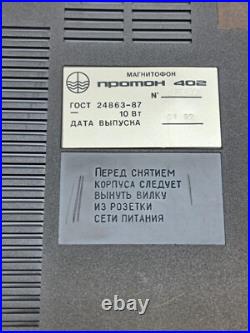 МАГНИТОФОН
ПРОТОН 402
N°
ГОСТ 24863-87
10 Вт
ДАТА ВЫПУСКА
ПЕРЕД СНЯТИЕМ
КОРПУСА СЛЕДУЕТ
ВЫНУТЬ ВИЛКУ
ИЗ РОЗЕТКИ
СЕТИ ПИТАНИЯ